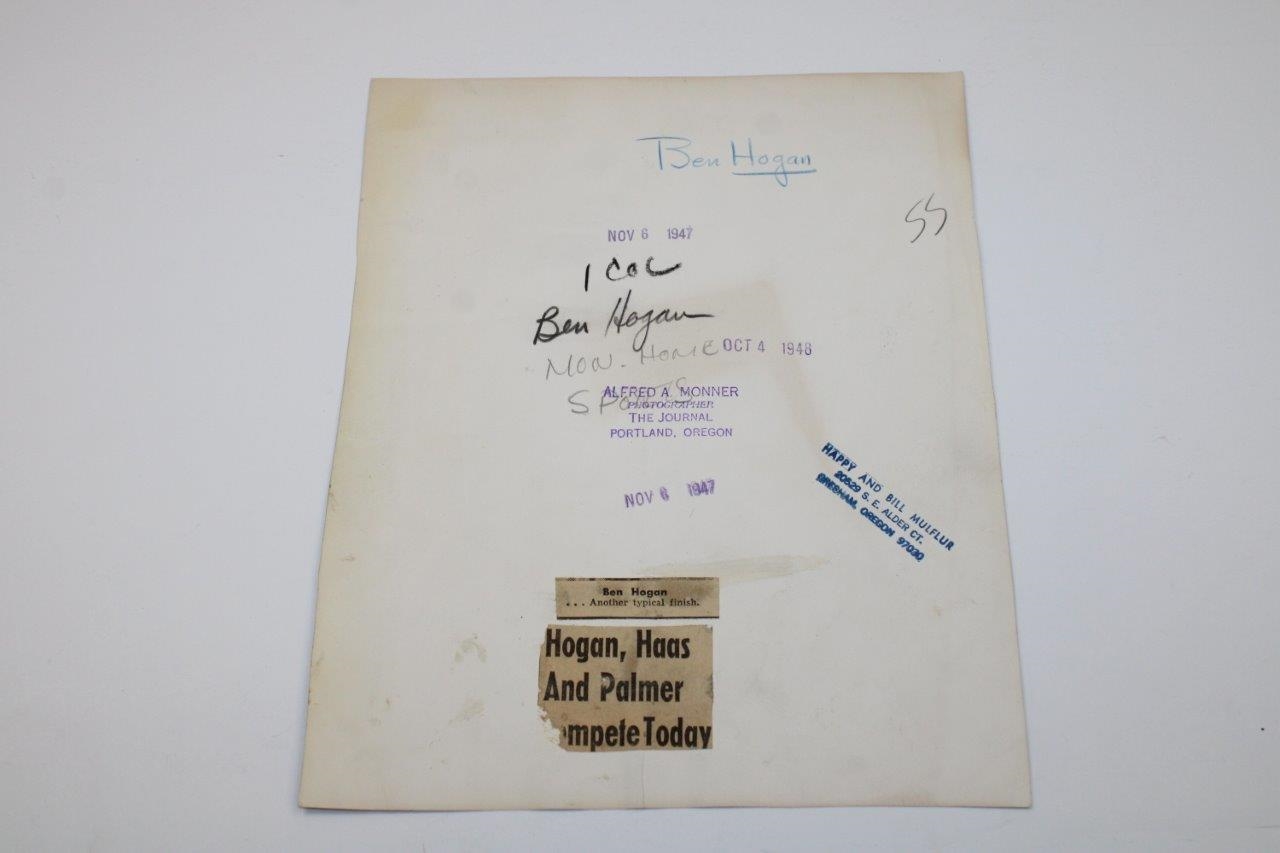 Ben Hogan
SS
NOV 6 1947
1 COL
Ben Hogan
MON. HOME
OCT 4 1948
SPORTS
ALFRED A. MONNER
PHOTOGRAPHER
THE JOURNAL
PORTLAND, OREGON
NOV 6 1947
HAPPY AND BILL MULFLUR
20529 S. E. ALDER CT.
GRESHAM, OREGON 97030
Ben Hogan
... Another typical finish.
Hogan, Haas
And Palmer
mpete Today